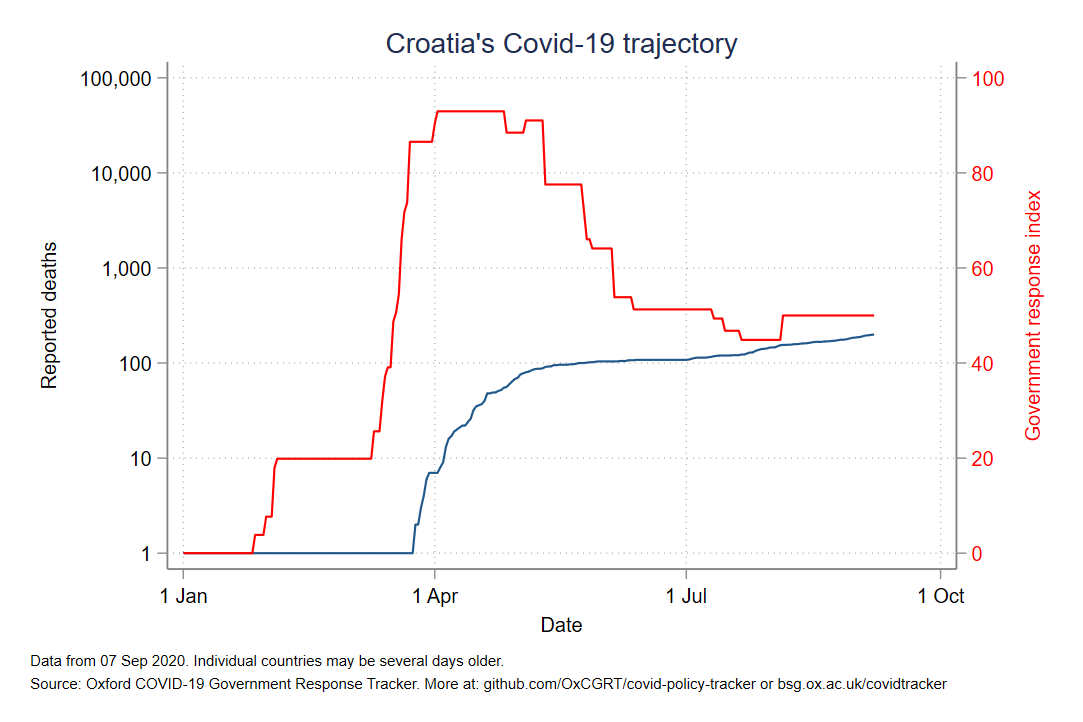 Croatia's Covid-19 trajectory
100,000
10,000
1,000
100
10
1
Reported deaths
100
80
60
40
20
0
Government response index
1 Jan
1 Apr
1 Jul
1 Oct
Date
Data from 07 Sep 2020. Individual countries may be several days older.
Source: Oxford COVID-19 Government Response Tracker. More at: github.com/OxCGRT/covid-policy-tracker or bsg.ox.ac.uk/covidtracker